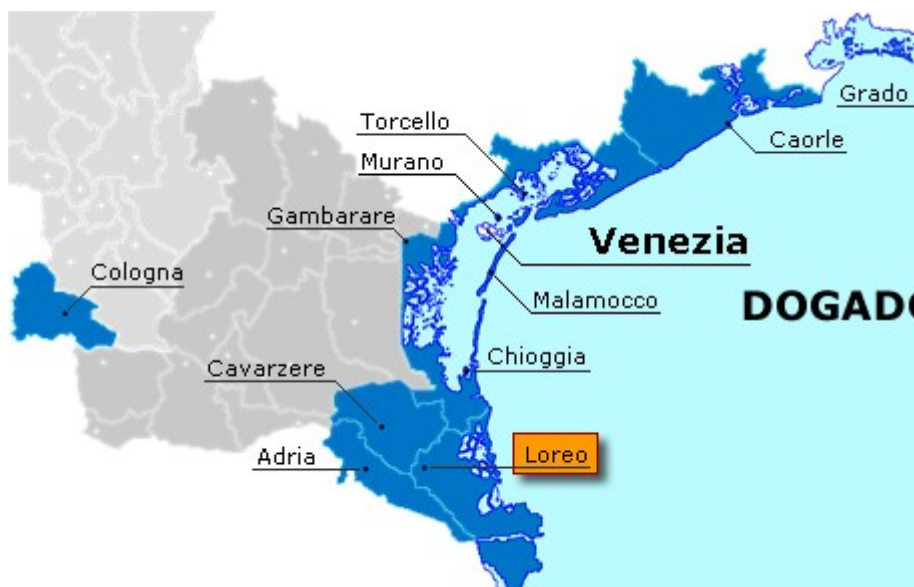 Grado
Torcello
Caorle
Murano
Gambarare
Venezia
Cologna
Malamocco
DOGADO
Chioggia
Cavarzere
Adria
Loreo